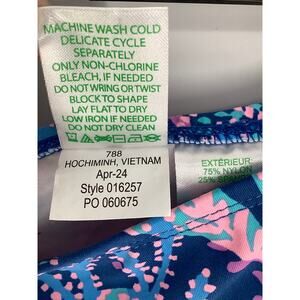 MACHINE WASH COLD
DELICATE CYCLE
SEPARATELY
ONLY NON-CHLORINE
BLEACH, IF NEEDED
DO NOT WRING OR TWIST
BLOCK TO SHAPE
LAY FLAT TO DRY
LOW IRON IF NEEDED
DO NOT DRY CLEAN
788
HOCHIMINH, VIETNAM
Apr-24
Style 016257
PO 060675
EXTÉRIEUR:
75% NYLON
25%